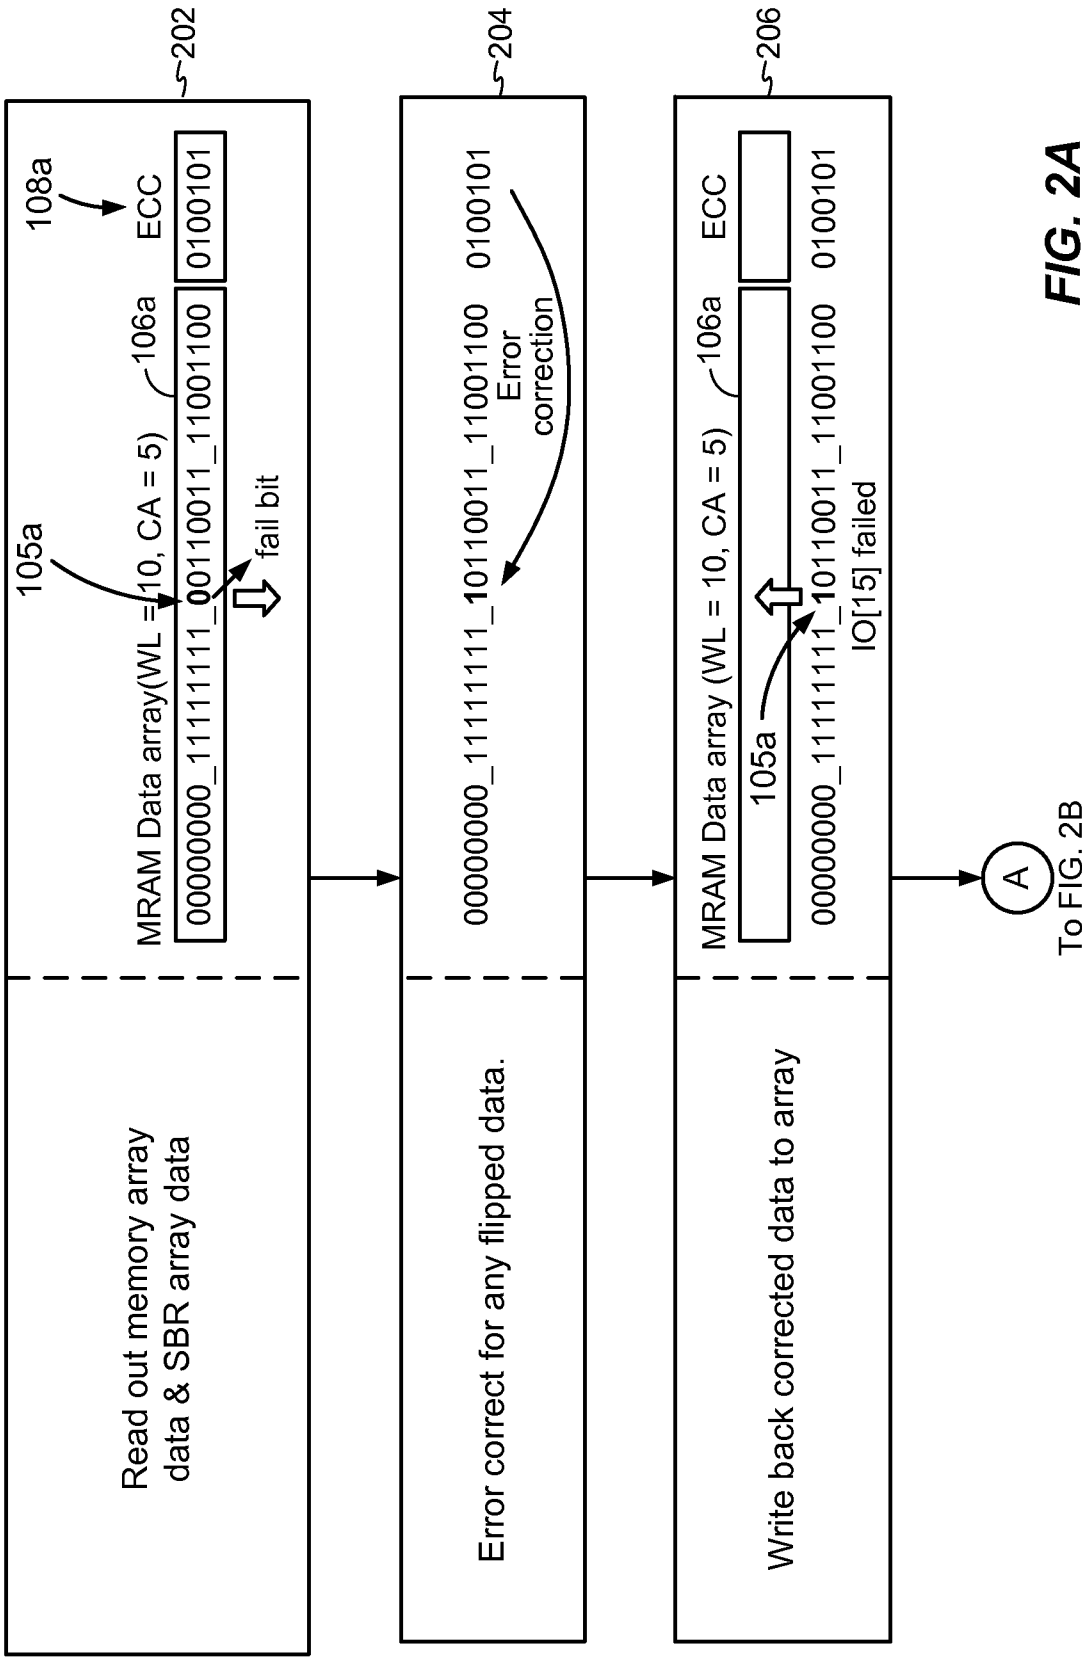 108a
105a
MRAM Data array(WL = 10, CA = 5)
106a
ECC
202
Read out memory array
data & SBR array data
00000000_11111111_00110011_11001100
0100101
fail bit
204
Error correct for any flipped data.
00000000_11111111_10110011_11001100
0100101
Error
correction
206
MRAM Data array (WL = 10, CA = 5)
106a
ECC
105a
Write back corrected data to array
00000000_11111111_10110011_11001100
0100101
IO[15] failed
A
To FIG. 2B
FIG. 2A